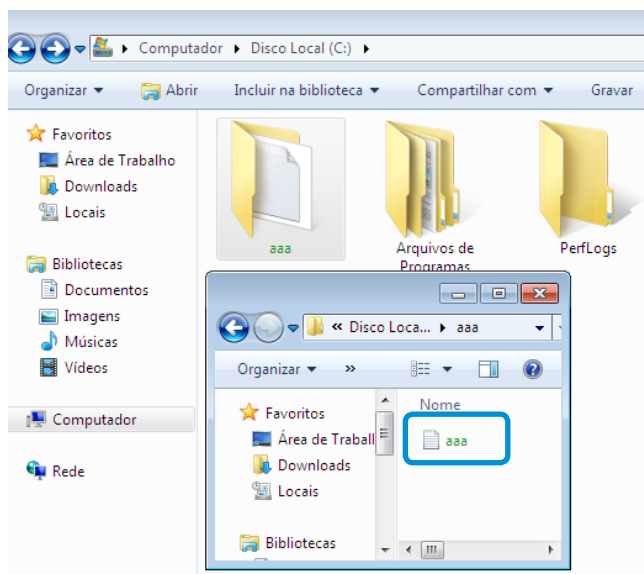 Computador ▸ Disco Local (C:) ▸
Organizar Abrir Incluir na biblioteca Compartilhar com Gravar
Favoritos
Área de Trabalho
Downloads
Locais
Bibliotecas
Documentos
Imagens
Músicas
Vídeos
Computador
Rede
aaa
Arquivos de
Programas
PerfLogs
« Disco Loca... ▸ aaa
Organizar »
Favoritos
Área de Traball
Downloads
Locais
Bibliotecas
Nome
aaa